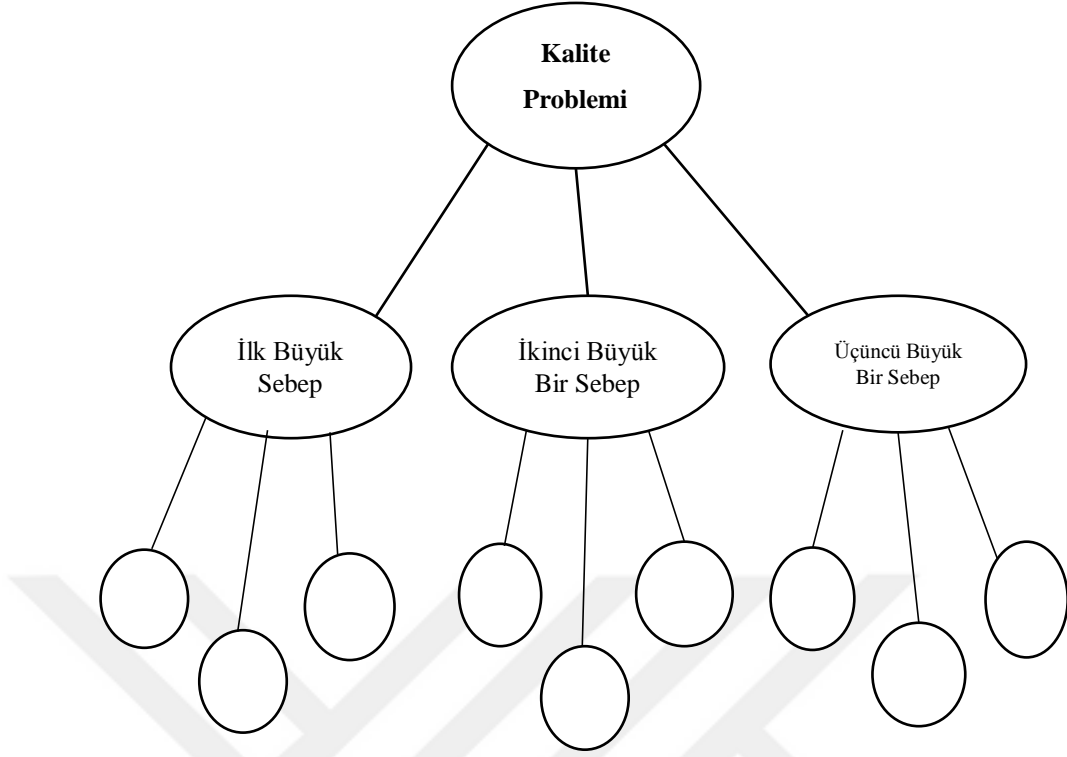 Kalite
Problemi
İlk Büyük
Sebep
İkinci Büyük
Bir Sebep
Üçüncü Büyük
Bir Sebep